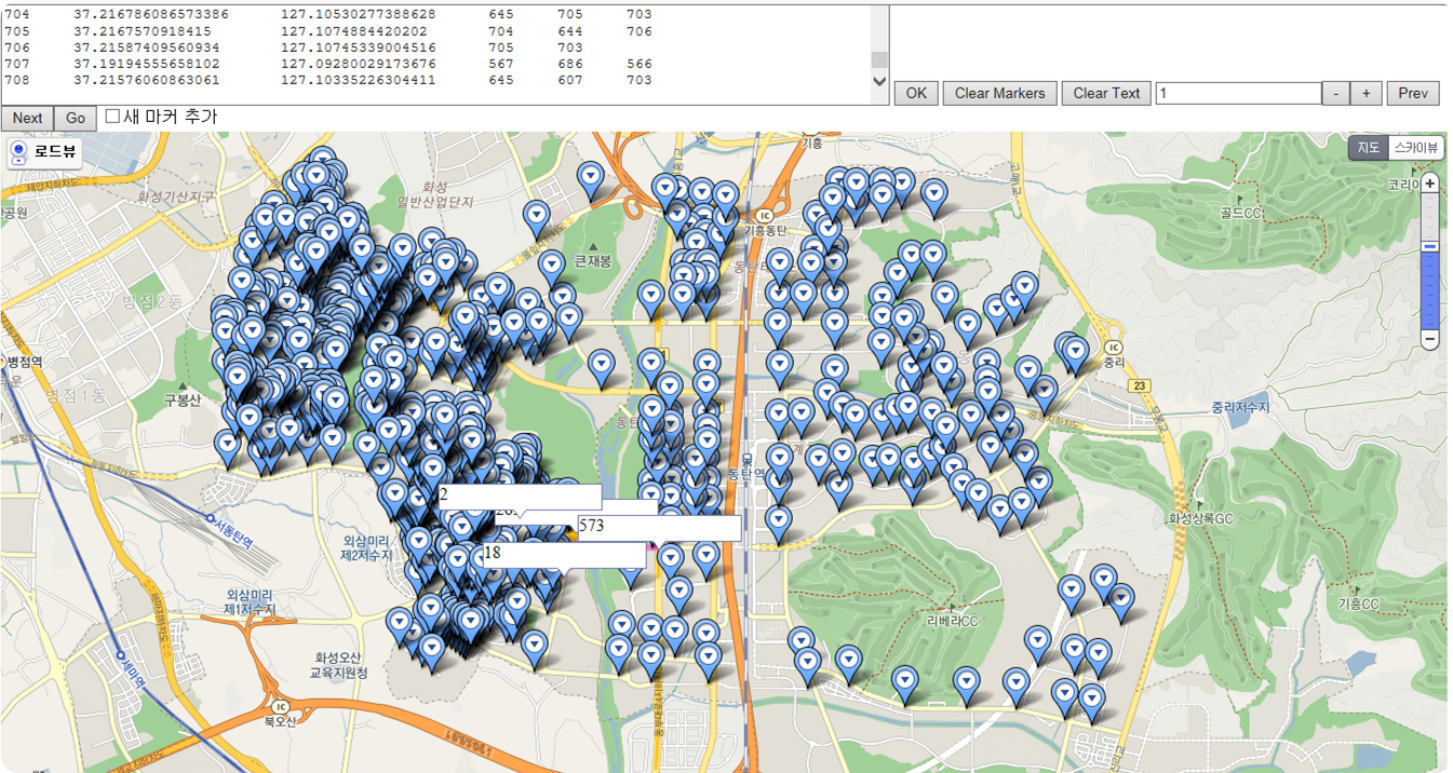 704 37.216786086573386 127.10530277388628 645 705 703
705 37.2167570918415 127.1074884420202 704 644 706
706 37.21587409560934 127.10745339004516 705 703
707 37.19194555658102 127.09280029173676 567 686 566
708 37.21576060863061 127.10335226304411 645 607 703
OK Clear Markers Clear Text 1 - + Prev
Next Go 새 마커 추가
로드뷰
지도 스카이뷰
기흥
화성기산지구
화성
일반산업단지
공원
코리아
골드CC
IC
기흥동탄
큰재봉
병점2동
병점역
IC
중리
23
병점1동
구봉산
중리저수지
동탄역
2
573
서동탄역
외삼미리
제2저수지
18
화성상록GC
외삼미리
제1저수지
기흥CC
리베라CC
세마역
화성오산
교육지원청
IC
북오산